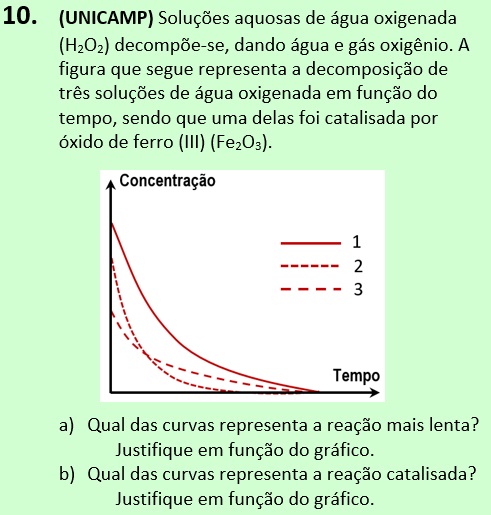 10. (UNICAMP) Soluções aquosas de água oxigenada
(H₂O₂) decompõe-se, dando água e gás oxigênio. A
figura que segue representa a decomposição de
três soluções de água oxigenada em função do
tempo, sendo que uma delas foi catalisada por
óxido de ferro (III) (Fe₂O₃).
Concentração
1
2
3
Tempo
a) Qual das curvas representa a reação mais lenta?
Justifique em função do gráfico.
b) Qual das curvas representa a reação catalisada?
Justifique em função do gráfico.